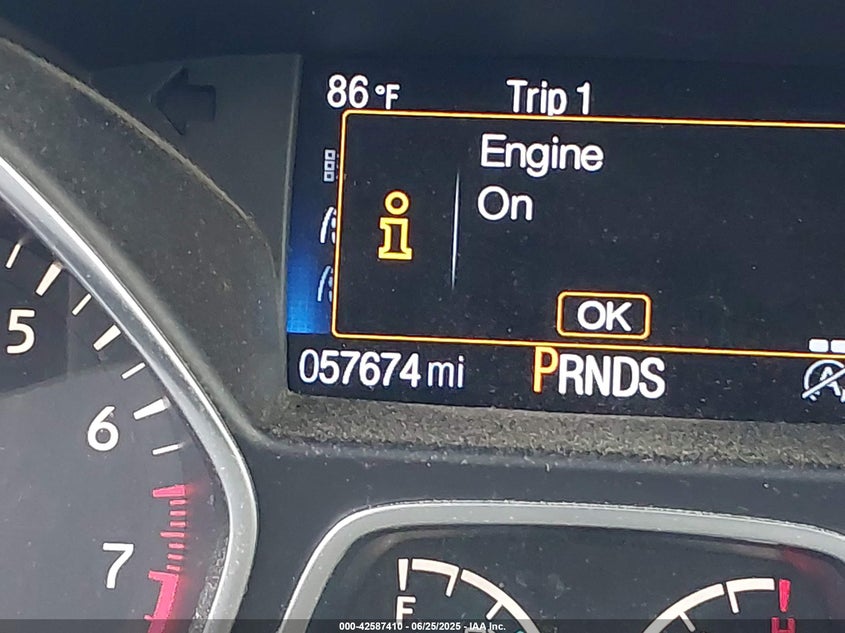 86°F Trip 1
Engine
On
i
OK
057674 mi PRNDS
A
5
6
7
F
H
000-42587410 - 06/25/2025 - IAA Inc.